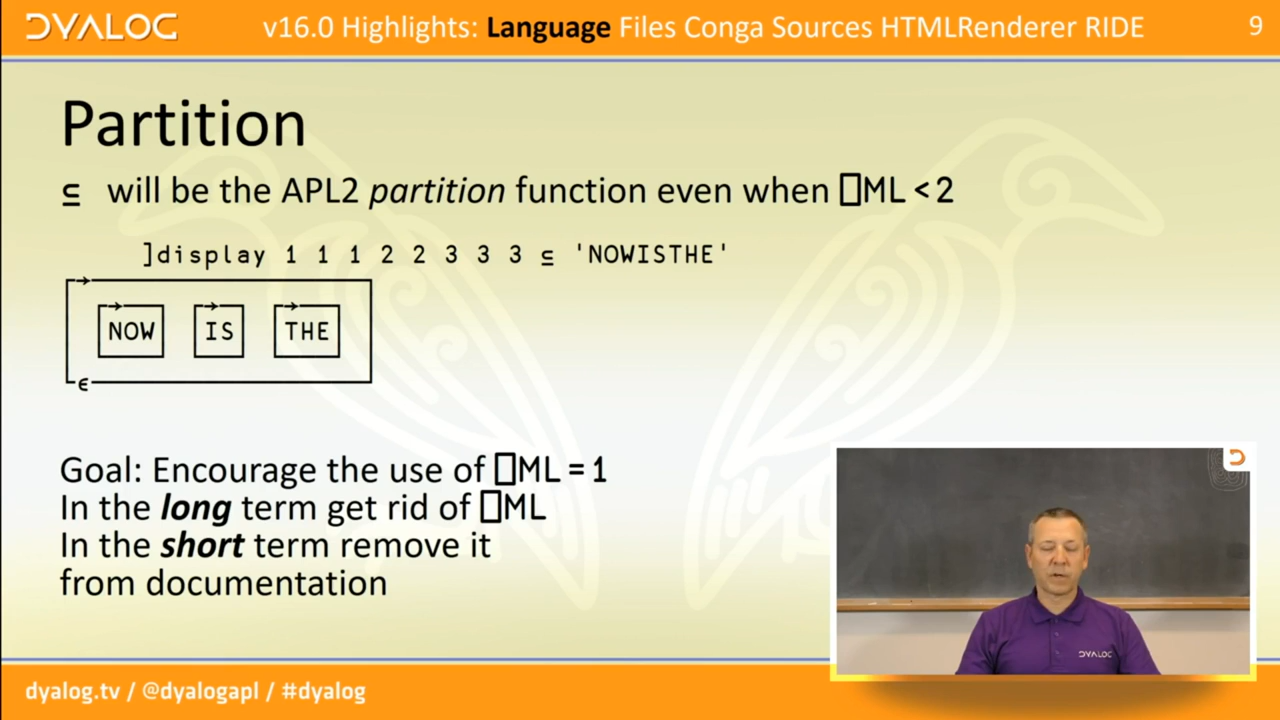 DYALOG
v16.0 Highlights: Language Files Conga Sources HTMLRenderer RIDE
9
Partition
⊆ will be the APL2 partition function even when ⎕ML < 2
]display 1 1 1 2 2 3 3 3 ⊆ 'NOWISTHE'
NOW IS THE
∊
Goal: Encourage the use of ⎕ML = 1
In the long term get rid of ⎕ML
In the short term remove it
from documentation
DYALOG
dyalog.tv / @dyalogapl / #dyalog